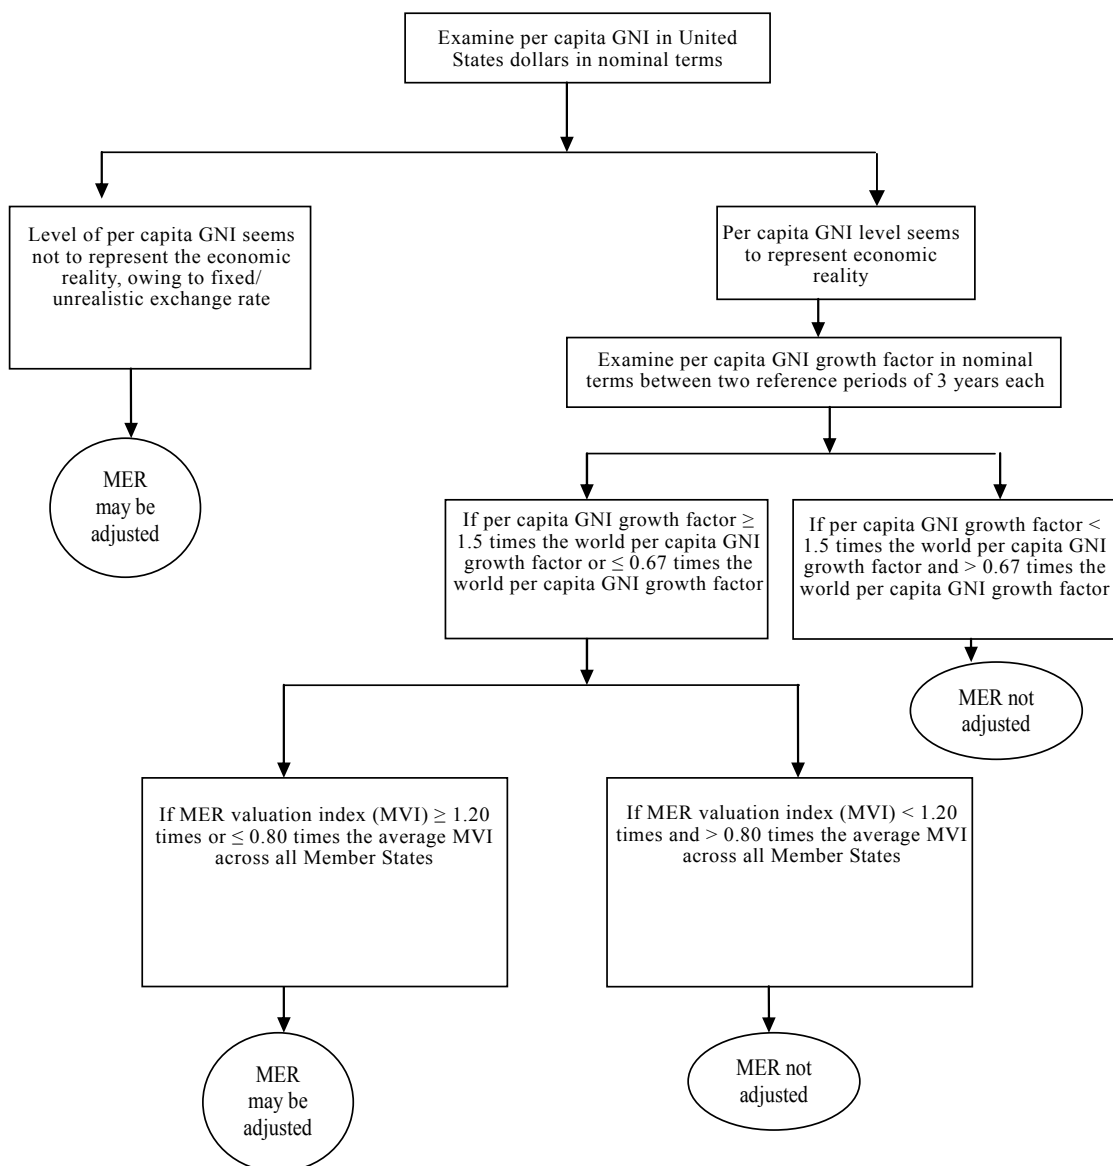 Examine per capita GNI in United
States dollars in nominal terms
Level of per capita GNI seems
not to represent the economic
reality, owing to fixed/
unrealistic exchange rate
Per capita GNI level seems
to represent economic
reality
Examine per capita GNI growth factor in nominal
terms between two reference periods of 3 years each
MER
may be
adjusted
If per capita GNI growth factor ≥
1.5 times the world per capita GNI
growth factor or ≤ 0.67 times the
world per capita GNI growth factor
If per capita GNI growth factor <
1.5 times the world per capita GNI
growth factor and > 0.67 times the
world per capita GNI growth factor
MER not
adjusted
If MER valuation index (MVI) ≥ 1.20
times or ≤ 0.80 times the average MVI
across all Member States
If MER valuation index (MVI) < 1.20
times and > 0.80 times the average MVI
across all Member States
MER
may be
adjusted
MER not
adjusted